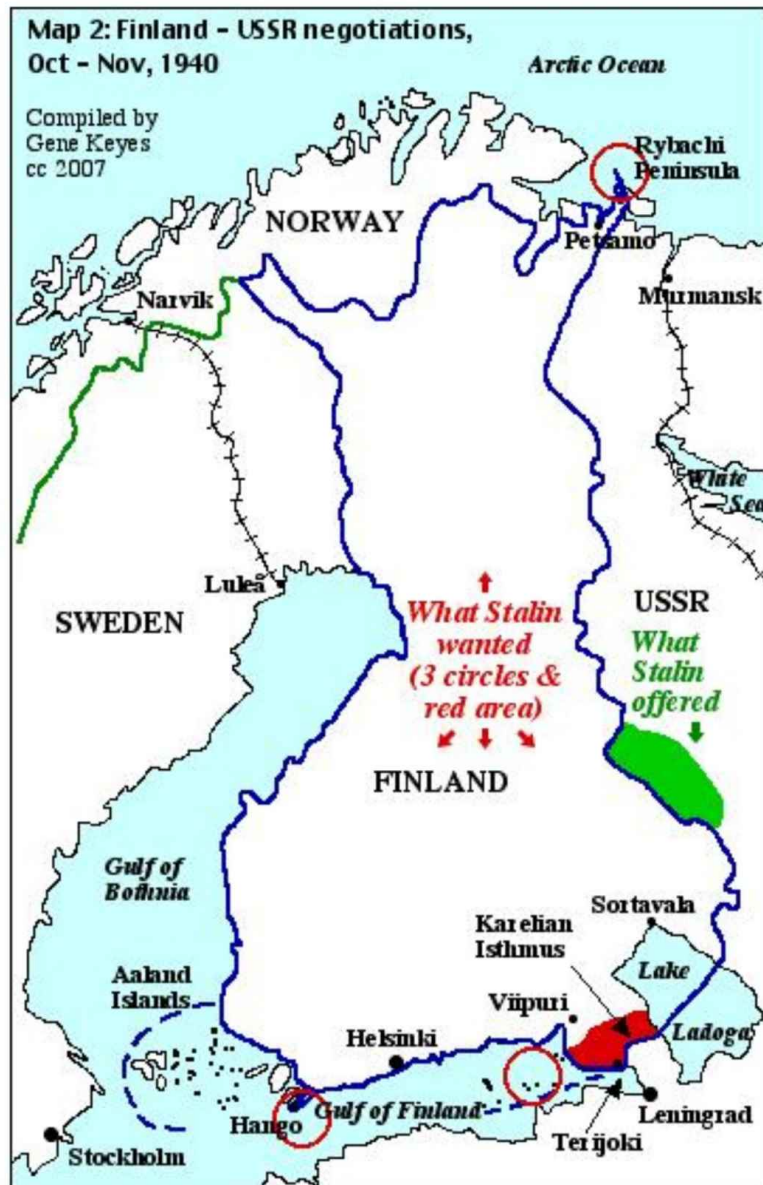 Map 2: Finland – USSR negotiations,
Oct – Nov, 1940
Compiled by
Gene Keyes
cc 2007
Arctic Ocean
Rybachi
Peninsula
NORWAY
Petsamo
Murmansk
Narvik
White
Sea
Luleå
SWEDEN
What Stalin
wanted
(3 circles &
red area)
USSR
What
Stalin
offered
FINLAND
Gulf of
Bothnia
Sortavala
Karelian
Isthmus
Lake
Ladoga
Aaland
Islands
Viipuri
Helsinki
Hango
Gulf of Finland
Leningrad
Terijoki
Stockholm